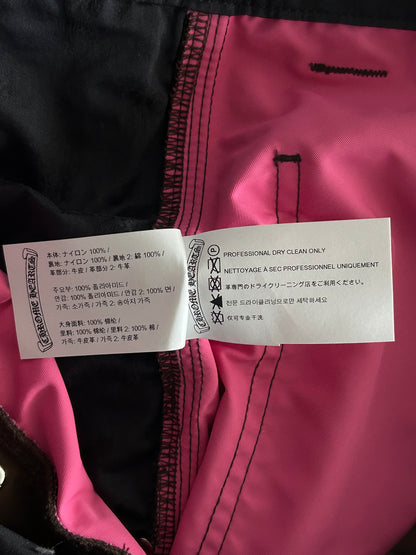 CHROME HEARTS
本体: ナイロン 100% /
裏地: ナイロン 100% / 裏地 2: 綿 100% /
革部分: 牛皮 / 革部分 2: 牛革
주요부: 100% 폴리아미드 /
안감: 100% 폴리아미드 / 안감 2: 100% 면 /
가죽: 소가죽 / 가죽 2: 송아지 가죽
大身面料: 100% 锦纶 /
里料: 100% 锦纶 / 里料 2: 100% 棉 /
가죽: 牛皮革 / 가죽 2: 牛皮革
CHROME HEARTS
PROFESSIONAL DRY CLEAN ONLY
NETTOYAGE A SEC PROFESSIONNEL UNIQUEMENT
革専門のドライクリーニング店をご利用ください。
전문 드라이클리닝으로만 세탁하세요
仅可专业干洗
P